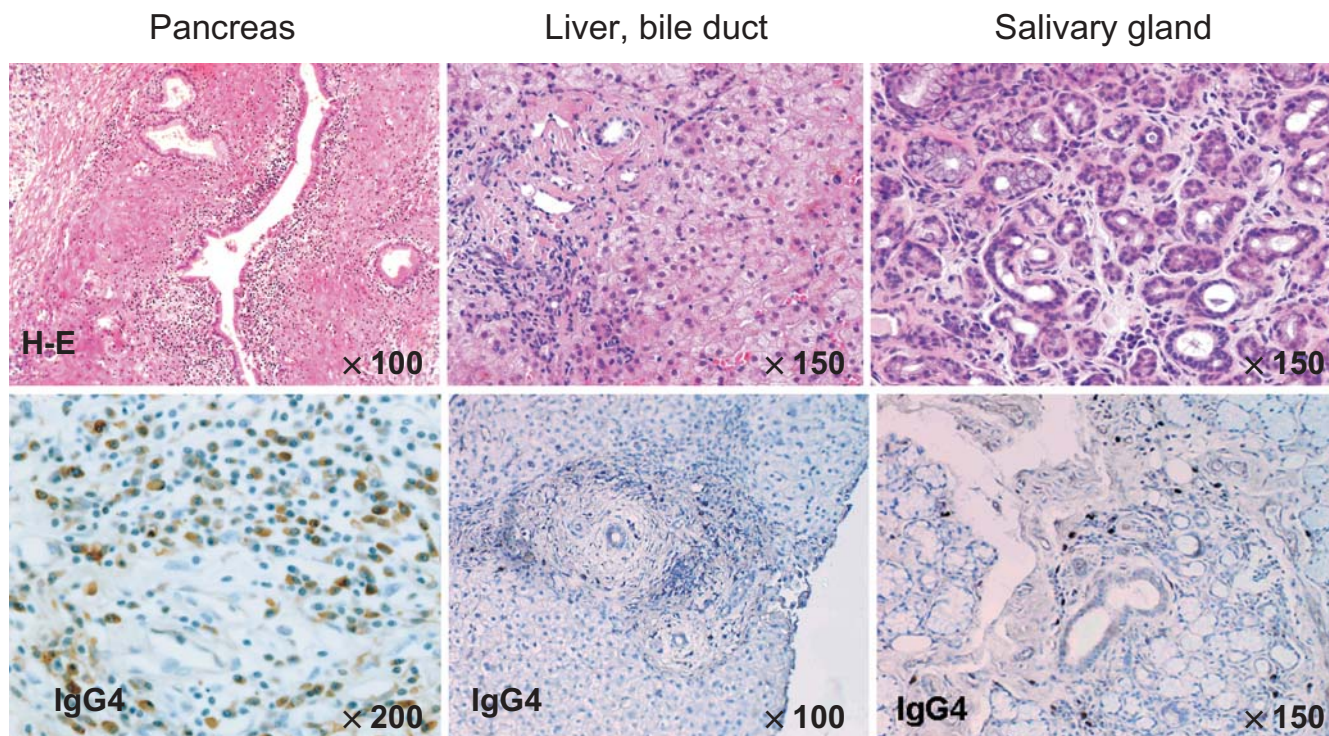 Pancreas Liver, bile duct Salivary gland
H-E × 100 × 150 × 150
IgG4 × 200 IgG4 × 100 IgG4 × 150